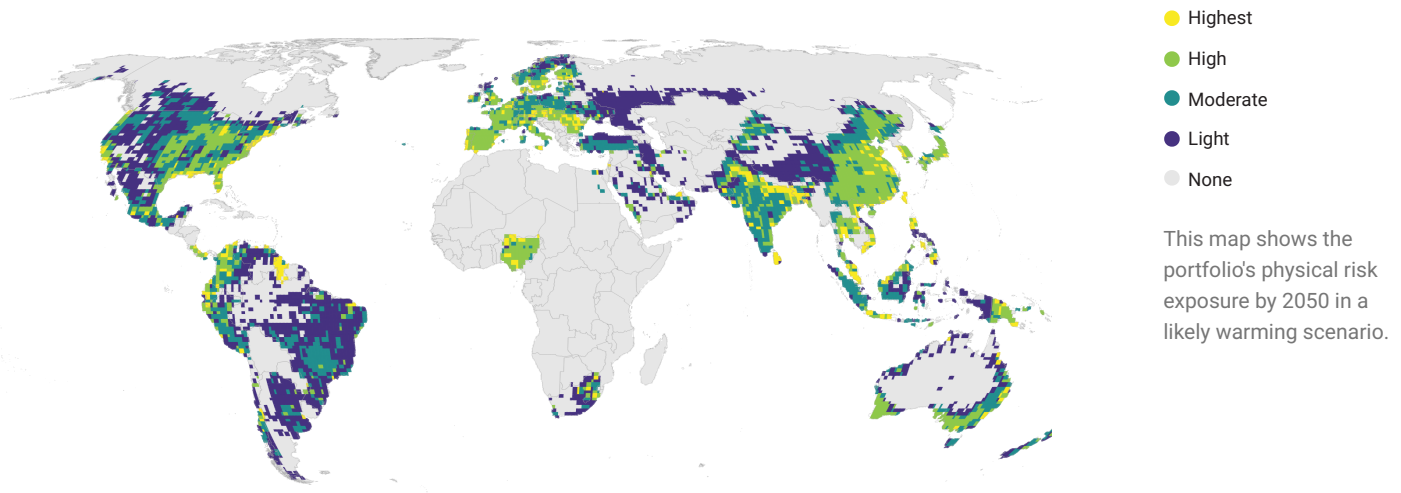 Highest
High
Moderate
Light
None
This map shows the
portfolio's physical risk
exposure by 2050 in a
likely warming scenario.